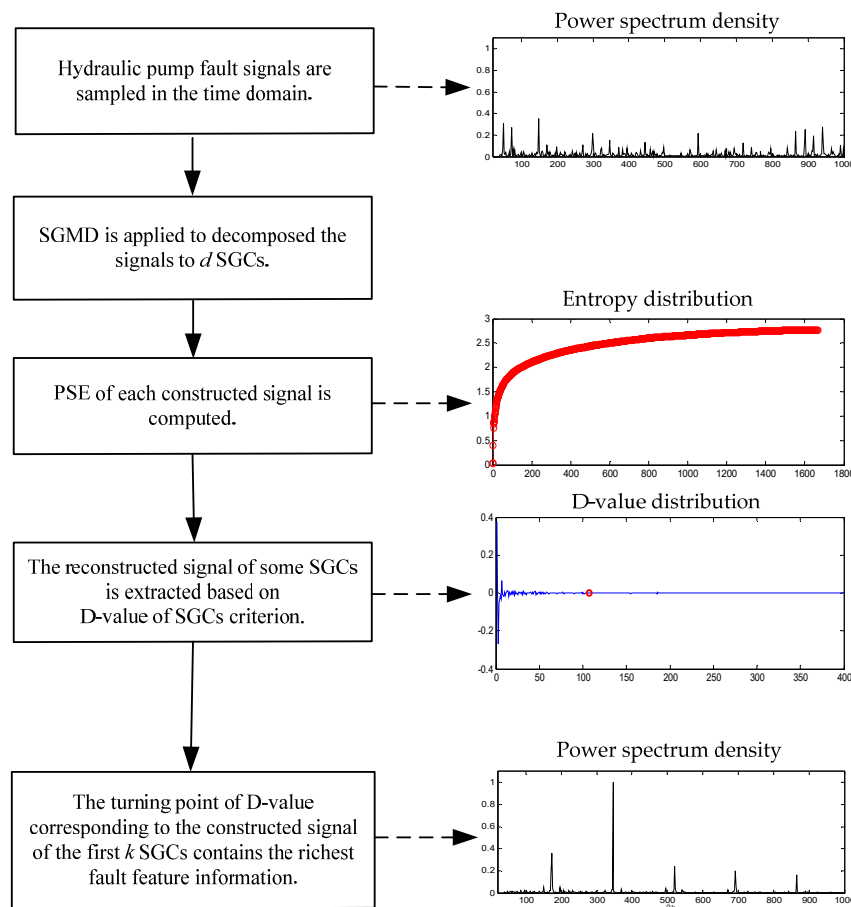 Hydraulic pump fault signals are
sampled in the time domain.
SGMD is applied to decomposed the
signals to d SGCs.
PSE of each constructed signal is
computed.
The reconstructed signal of some SGCs
is extracted based on
D-value of SGCs criterion.
The turning point of D-value
corresponding to the constructed signal
of the first k SGCs contains the richest
fault feature information.
Power spectrum density
1
0.8
0.6
0.4
0.2
0
100 200 300 400 500 600 700 800 900 1000
Entropy distribution
3
2.5
2
1.5
1
0.5
0
0 200 400 600 800 1000 1200 1400 1600 1800
D-value distribution
0.4
0.2
0
-0.2
-0.4
0 50 100 150 200 250 300 350 400
Power spectrum density
1
0.8
0.6
0.4
0.2
0
100 200 300 400 500 600 700 800 900 1000